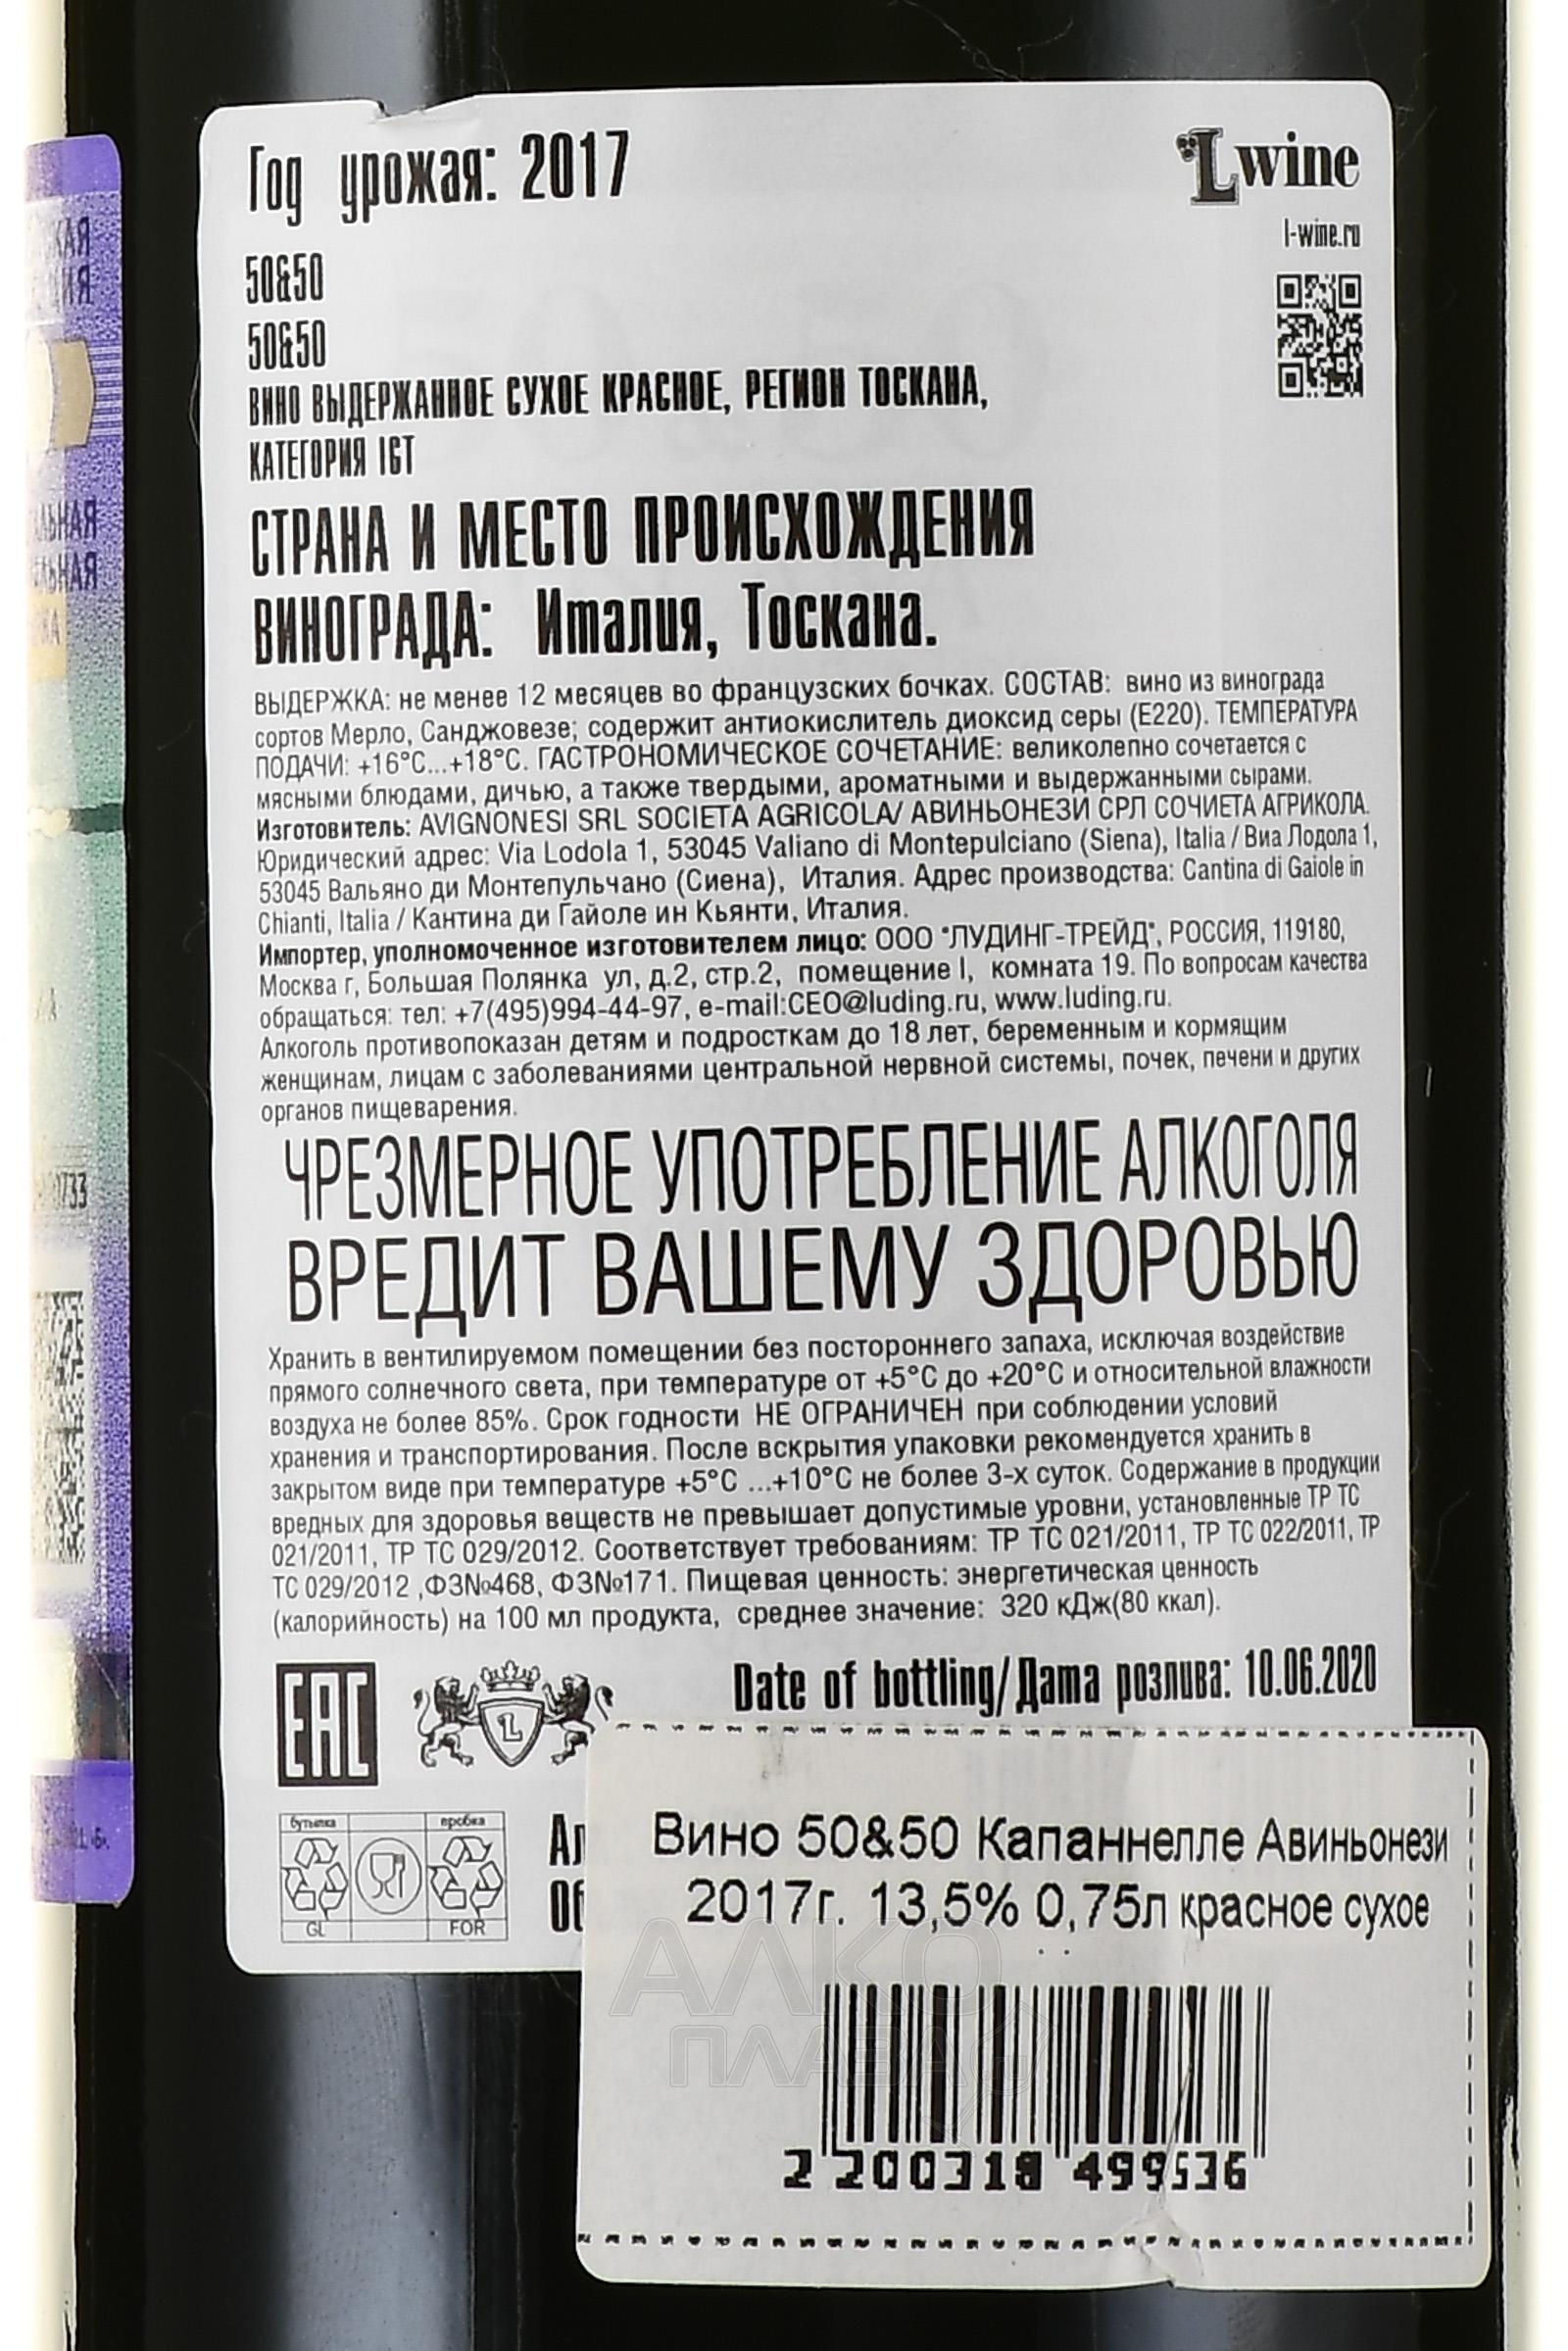 Год урожая: 2017
Lwine
l-wine.ru
50&50
50&50
ВИНО ВЫДЕРЖАННОЕ СУХОЕ КРАСНОЕ, РЕГИОН ТОСКАНА,
КАТЕГОРИЯ IGT
СТРАНА И МЕСТО ПРОИСХОЖДЕНИЯ
ВИНОГРАДА: Италия, Тоскана.
ВЫДЕРЖКА: не менее 12 месяцев во французских бочках. СОСТАВ: вино из винограда
сортов Мерло, Санджовезе; содержит антиокислитель диоксид серы (Е220). ТЕМПЕРАТУРА
ПОДАЧИ: +16°C...+18°C. ГАСТРОНОМИЧЕСКОЕ СОЧЕТАНИЕ: великолепно сочетается с
мясными блюдами, дичью, а также твердыми, ароматными и выдержанными сырами.
Изготовитель: AVIGNONESI SRL SOCIETA AGRICOLA/ АВИНЬОНЕЗИ СРЛ СОЧИЕТА АГРИКОЛА.
Юридический адрес: Via Lodola 1, 53045 Valiano di Montepulciano (Siena), Italia / Виа Лодола 1,
53045 Вальяно ди Монтепульчано (Сиена), Италия. Адрес производства: Cantina di Gaiole in
Chianti, Italia / Кантина ди Гайоле ин Кьянти, Италия.
Импортер, уполномоченное изготовителем лицо: ООО "ЛУДИНГ-ТРЕЙД", РОССИЯ, 119180,
Москва г, Большая Полянка ул, д.2, стр.2, помещение I, комната 19. По вопросам качества
обращаться: тел: +7(495)994-44-97, e-mail:CEO@luding.ru, www.luding.ru.
Алкоголь противопоказан детям и подросткам до 18 лет, беременным и кормящим
женщинам, лицам с заболеваниями центральной нервной системы, почек, печени и других
органов пищеварения.
ЧРЕЗМЕРНОЕ УПОТРЕБЛЕНИЕ АЛКОГОЛЯ
ВРЕДИТ ВАШЕМУ ЗДОРОВЬЮ
Хранить в вентилируемом помещении без постороннего запаха, исключая воздействие
прямого солнечного света, при температуре от +5°C до +20°C и относительной влажности
воздуха не более 85%. Срок годности НЕ ОГРАНИЧЕН при соблюдении условий
хранения и транспортирования. После вскрытия упаковки рекомендуется хранить в
закрытом виде при температуре +5°C ...+10°C не более 3-х суток. Содержание в продукции
вредных для здоровья веществ не превышает допустимые уровни, установленные ТР ТС
021/2011, ТР ТС 029/2012. Соответствует требованиям: ТР ТС 021/2011, ТР ТС 022/2011, ТР
ТС 029/2012 ,ФЗ№468, ФЗ№171. Пищевая ценность: энергетическая ценность
(калорийность) на 100 мл продукта, среднее значение: 320 кДж(80 ккал).
EAC
L
Date of bottling/Дата розлива: 10.06.2020
бутылка пробка
GL FOR
Вино 50&50 Капаннелле Авиньонези
2017г. 13,5% 0,75л красное сухое
АЛКО
ПЛАЗА
2 200318 499536